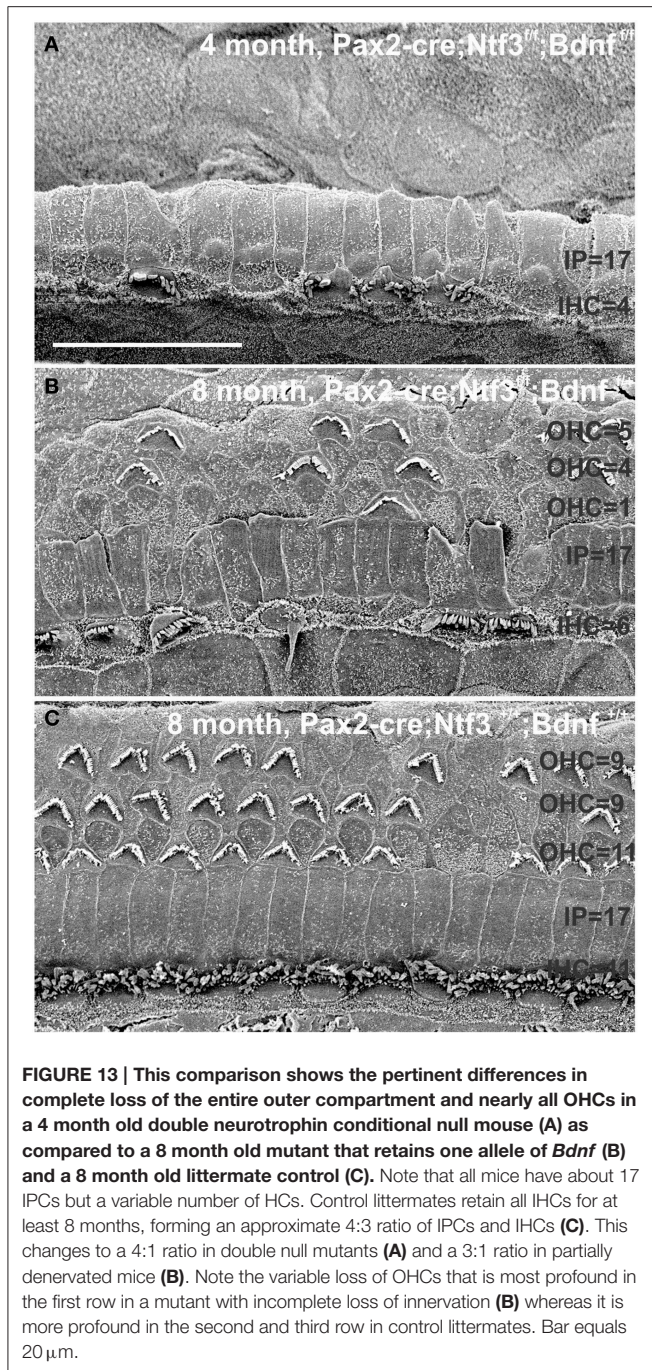 A
4 month, Pax2-cre;Ntf3f/f;Bdnf f/f
IP=17
IHC=4
B
8 month, Pax2-cre;Ntf3f/f;Bdnf f/+
OHC=5
OHC=4
OHC=1
IP=17
IHC=6
C
8 month, Pax2-cre;Ntf3 +/+;Bdnf +/+
OHC=9
OHC=9
OHC=11
IP=17
IHC=11
FIGURE 13 | This comparison shows the pertinent differences in
complete loss of the entire outer compartment and nearly all OHCs in
a 4 month old double neurotrophin conditional null mouse (A) as
compared to a 8 month old mutant that retains one allele of Bdnf (B)
and a 8 month old littermate control (C). Note that all mice have about 17
IPCs but a variable number of HCs. Control littermates retain all IHCs for at
least 8 months, forming an approximate 4:3 ratio of IPCs and IHCs (C). This
changes to a 4:1 ratio in double null mutants (A) and a 3:1 ratio in partially
denervated mice (B). Note the variable loss of OHCs that is most profound in
the first row in a mutant with incomplete loss of innervation (B) whereas it is
more profound in the second and third row in control littermates. Bar equals
20 μm.